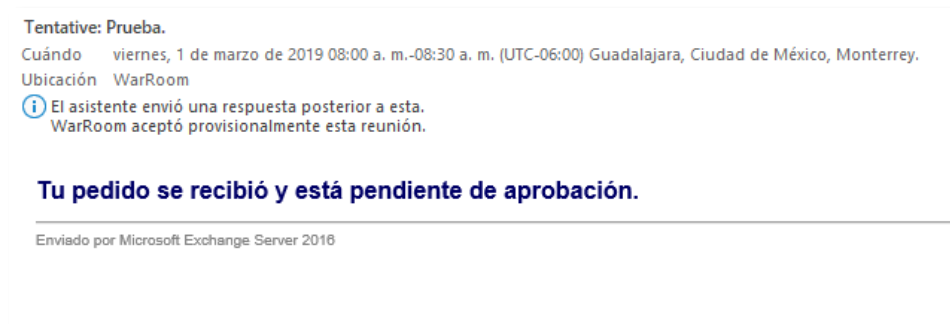 Tentative: Prueba.
Cuándo viernes, 1 de marzo de 2019 08:00 a. m.-08:30 a. m. (UTC-06:00) Guadalajara, Ciudad de México, Monterrey.
Ubicación WarRoom
El asistente envió una respuesta posterior a esta.
WarRoom aceptó provisionalmente esta reunión.
Tu pedido se recibió y está pendiente de aprobación.
Enviado por Microsoft Exchange Server 2016